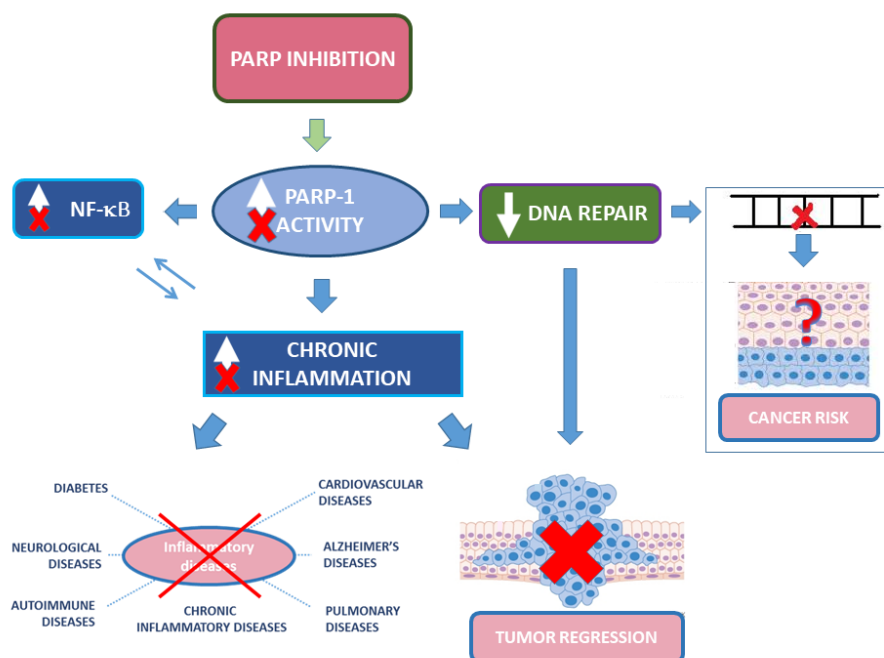 PARP INHIBITION
NF-κB
PARP-1
ACTIVITY
DNA REPAIR
CHRONIC
INFLAMMATION
?
CANCER RISK
DIABETES
CARDIOVASCULAR
DISEASES
NEUROLOGICAL
DISEASES
Inflammatory
diseases
ALZHEIMER'S
DISEASES
AUTOIMMUNE
DISEASES
CHRONIC
INFLAMMATORY DISEASES
PULMONARY
DISEASES
TUMOR REGRESSION